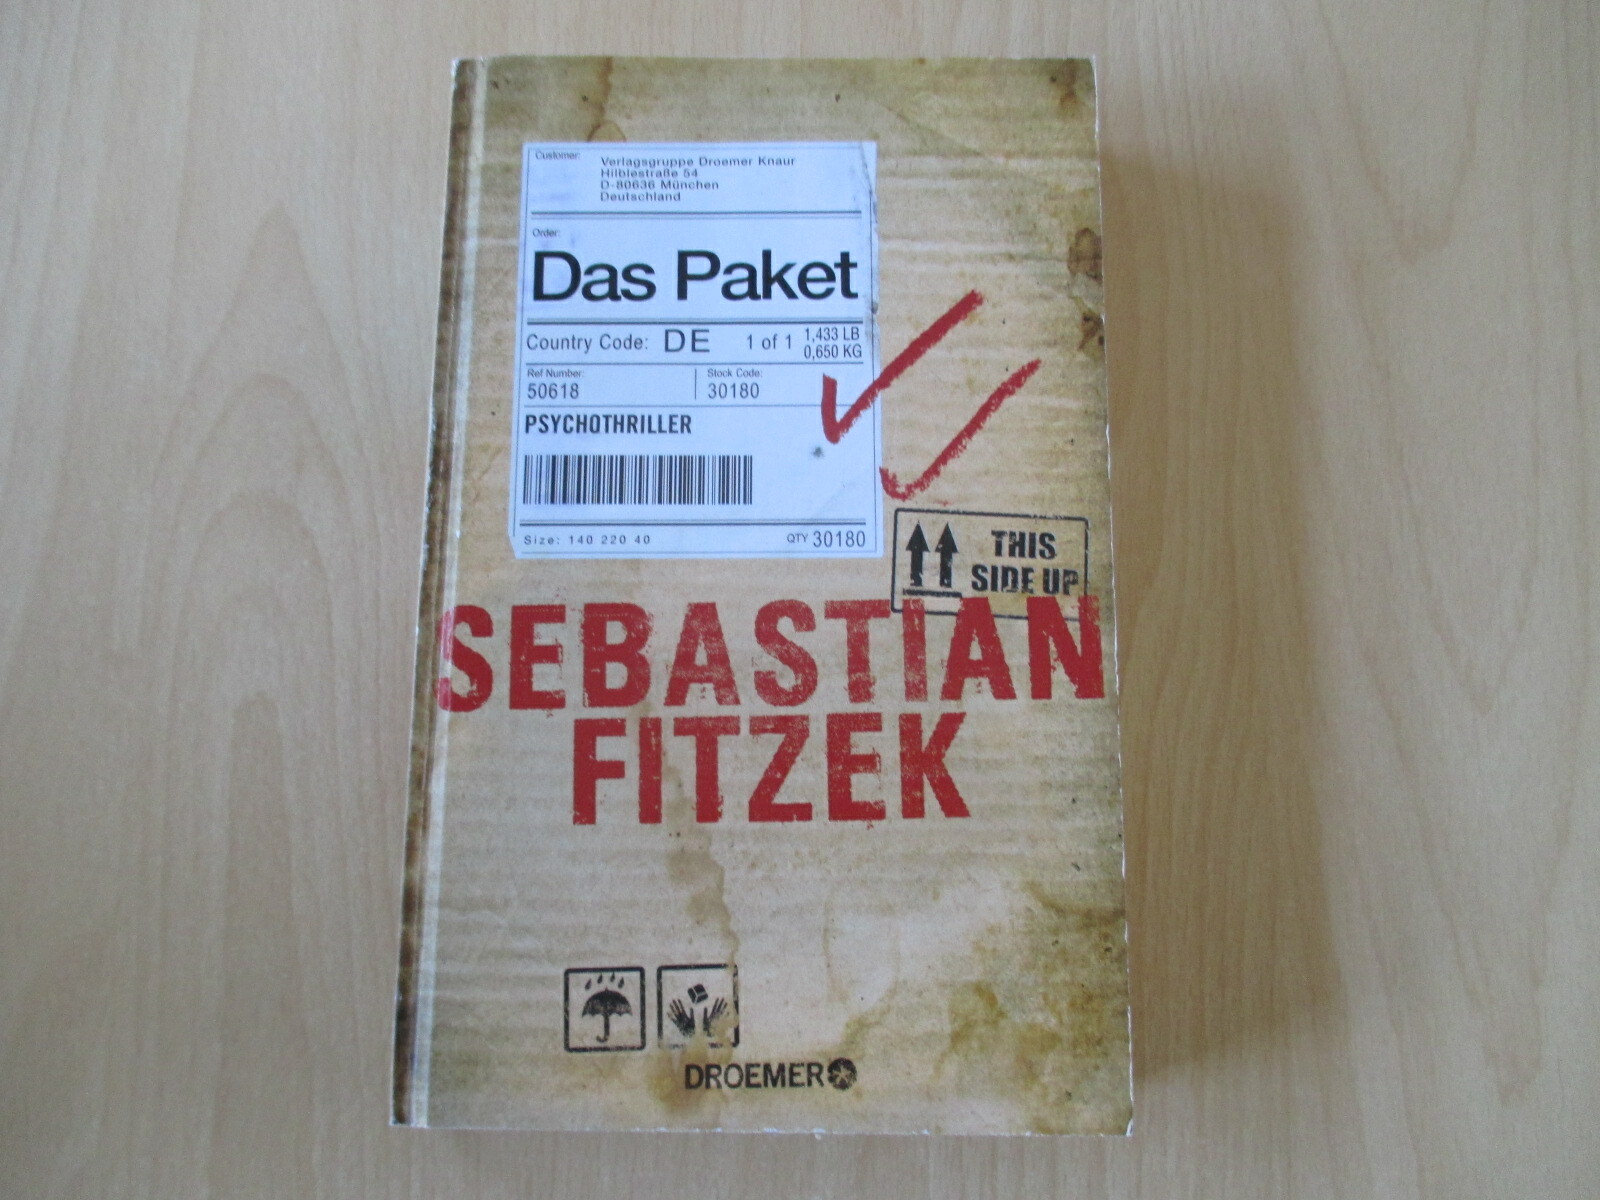 Customer:
Verlagsgruppe Droemer Knaur
Hilblestraße 54
D-80636 München
Deutschland
Order:
Das Paket
Country Code: DE 1 of 1 1,433 LB
0,650 KG
Ref Number: Stock Code:
50618 30180
PSYCHOTHRILLER
Size: 140 220 40 QTY 30180
THIS
SIDE UP
SEBASTIAN
FITZEK
DROEMER